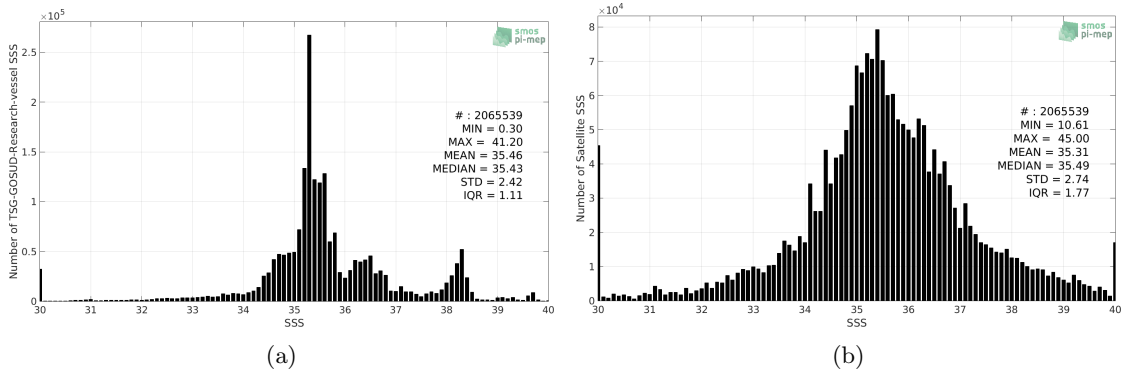 ×10⁵
smos
pi-mep
Number of TSG-GOSUD-Research-vessel SSS
2.5
2
1.5
1
0.5
0
# : 2065539
MIN = 0.30
MAX = 41.20
MEAN = 35.46
MEDIAN = 35.43
STD = 2.42
IQR = 1.11
30 31 32 33 34 35 36 37 38 39 40
SSS
(a)
×10⁴
smos
pi-mep
Number of Satellite SSS
8
7
6
5
4
3
2
1
0
# : 2065539
MIN = 10.61
MAX = 45.00
MEAN = 35.31
MEDIAN = 35.49
STD = 2.74
IQR = 1.77
30 31 32 33 34 35 36 37 38 39 40
SSS
(b)